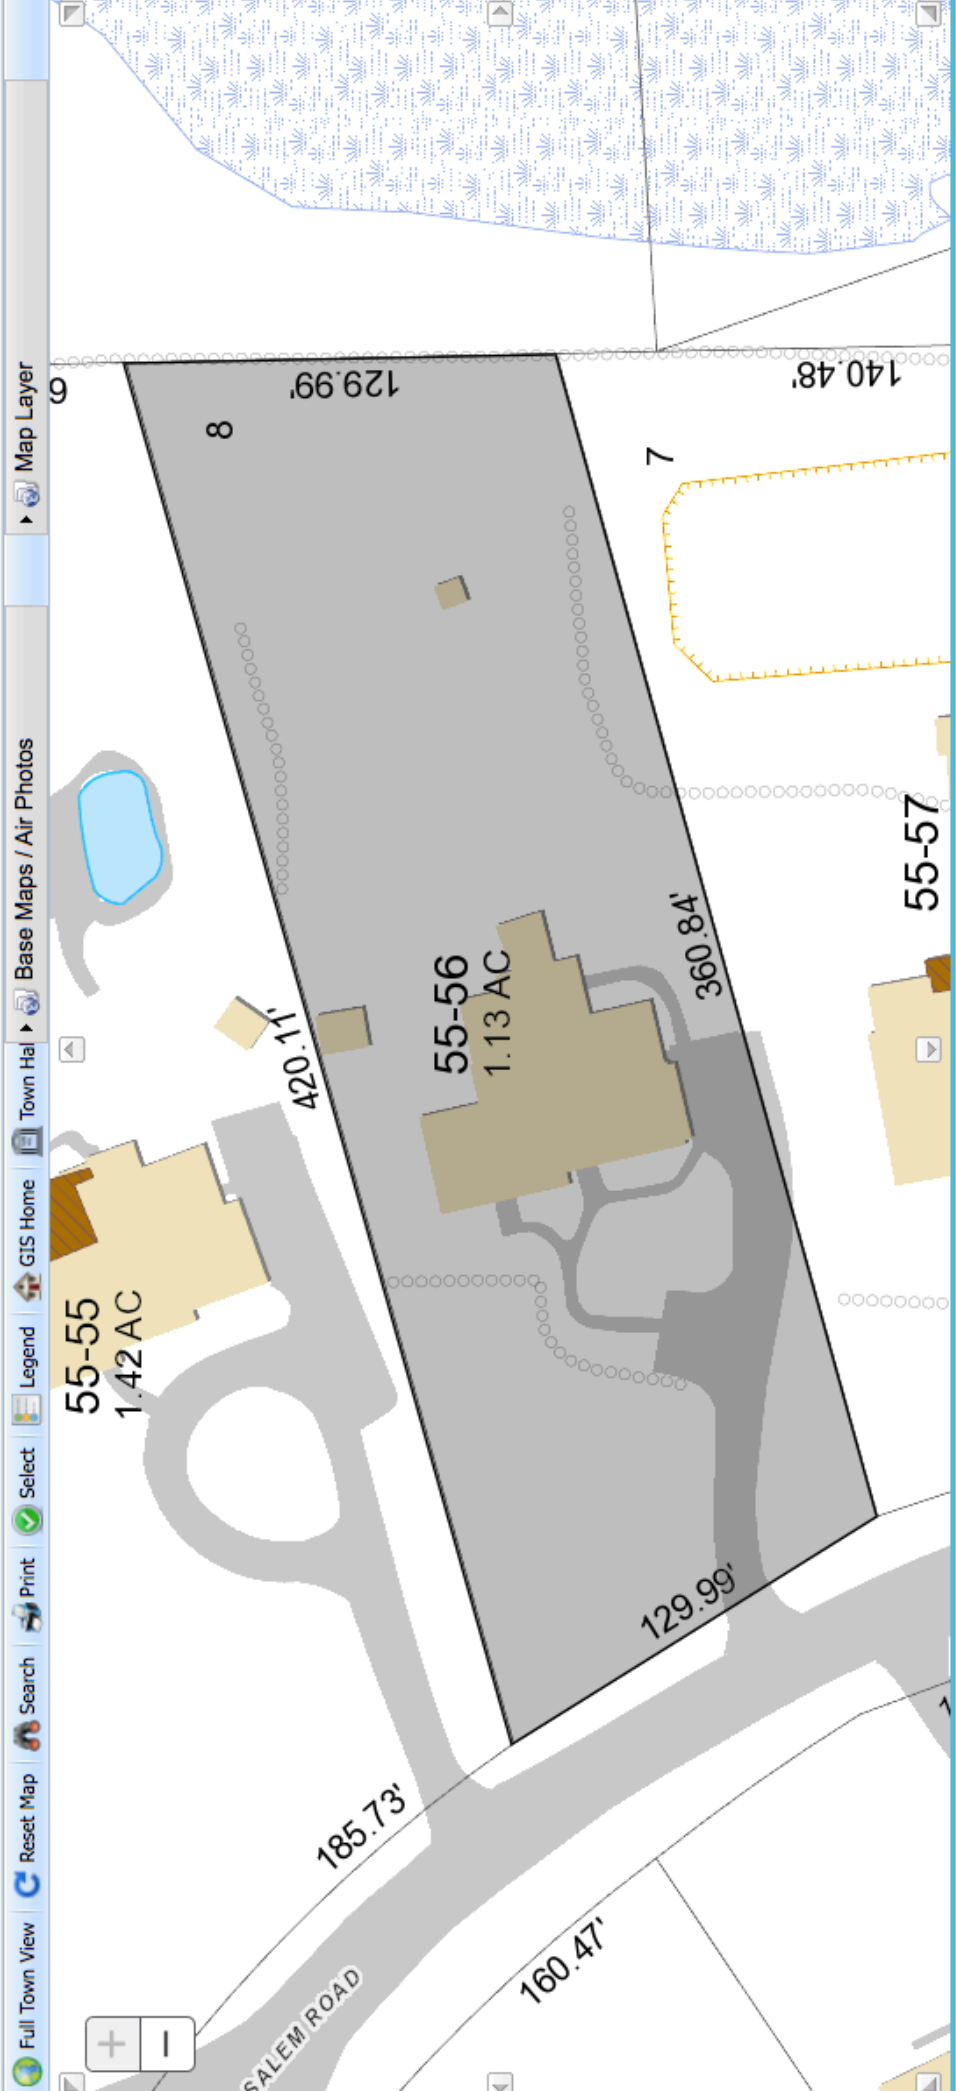 Full Town View
Reset Map
Search
Print
Select
Legend
GIS Home
Town Hal
Base Maps / Air Photos
Map Layer
+
−
55-55
1.42 AC
9
185.73'
SALEM ROAD
420.11'
8
129.99'
55-56
1.13 AC
160.47'
129.99'
360.84'
7
140.48'
55-57